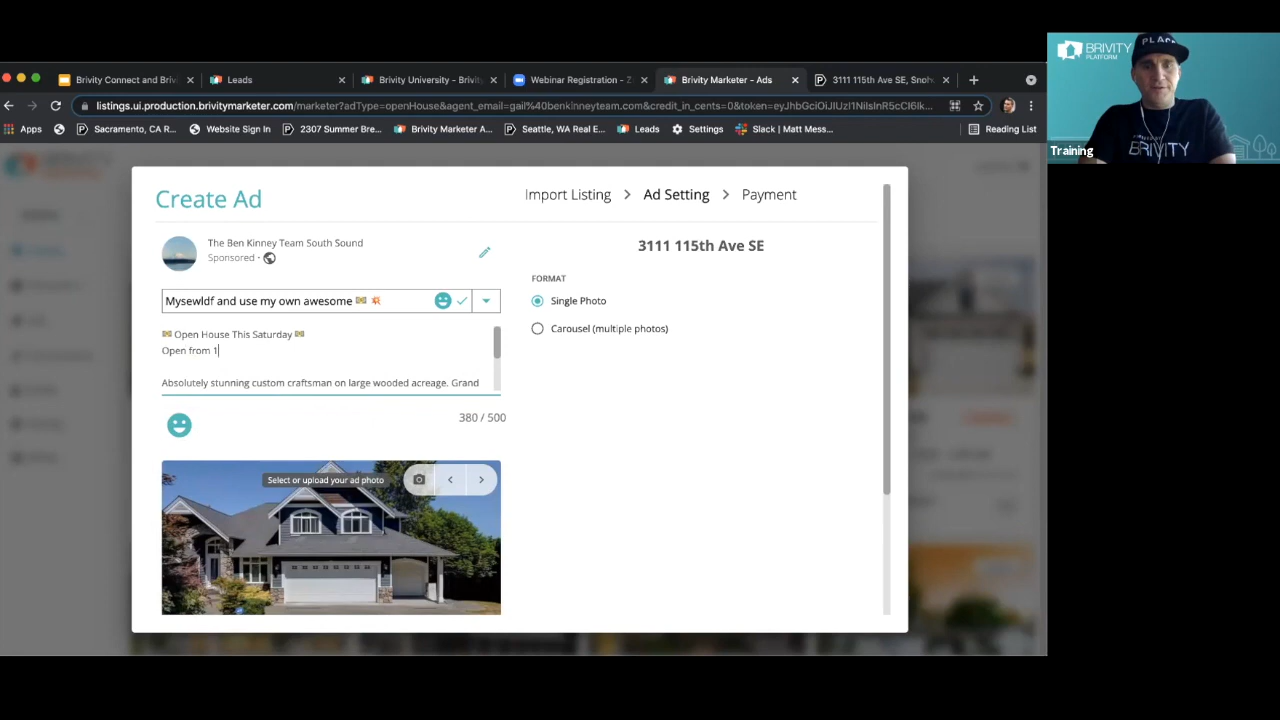 Brivity Connect and Briv
Leads
Brivity University - Brivit
Webinar Registration - Z
Brivity Marketer - Ads
3111 115th Ave SE, Snoh
listings.ui.production.brivitymarketer.com/marketer?adType=openHouse&agent_email=gail%40benkinneyteam.com&credit_in_cents=0&token=eyJhbGciOiJIUzI1NiIsInR5cCI6Ik...
Apps
Sacramento, CA R...
Website Sign In
2307 Summer Bre...
Brivity Marketer A...
Seattle, WA Real E...
Leads
Settings
Slack | Matt Mess...
Reading List
BRIVITY
PLATFORM
PLACE
BRIVITY
Training
Create Ad
Import Listing > Ad Setting > Payment
The Ben Kinney Team South Sound
Sponsored ·
3111 115th Ave SE
FORMAT
Mysewldf and use my own awesome 💵 💥
Single Photo
💵 Open House This Saturday 💵
Carousel (multiple photos)
Open from 1
Absolutely stunning custom craftsman on large wooded acreage. Grand
380 / 500
Select or upload your ad photo